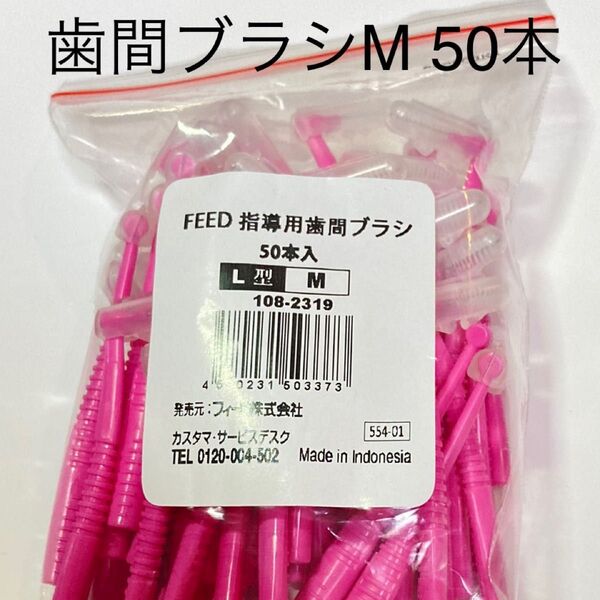 歯間ブラシM 50本
FEED 指導用歯間ブラシ
50本入
L型 M
108-2319
発売元:フィード株式会社
554-01
カスタマ・サービスデスク
TEL 0120-004-502 Made in Indonesia